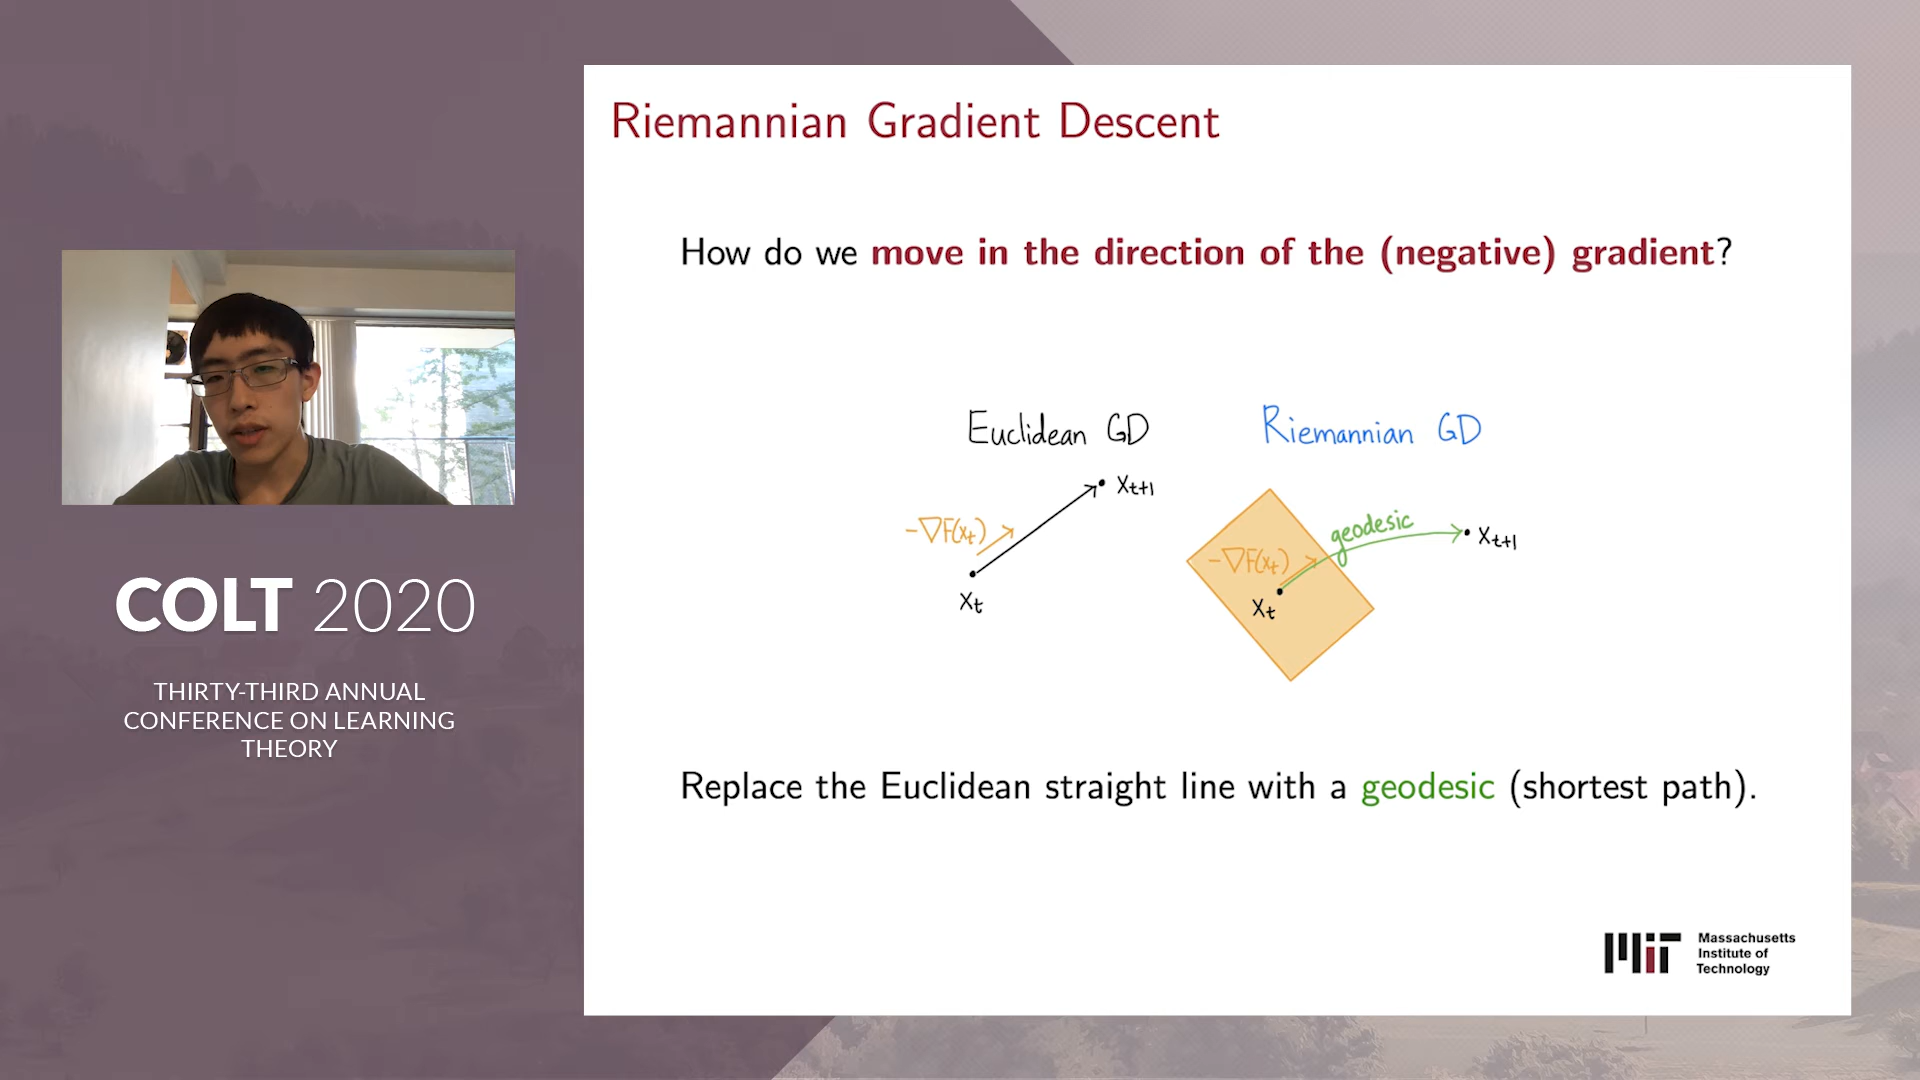 Riemannian Gradient Descent
How do we move in the direction of the (negative) gradient?
Euclidean GD
Riemannian GD
-∇F(xₜ)
xₜ₊₁
xₜ
-∇F(xₜ)
geodesic
xₜ₊₁
xₜ
Replace the Euclidean straight line with a geodesic (shortest path).
MIT
Massachusetts
Institute of
Technology
COLT 2020
THIRTY-THIRD ANNUAL
CONFERENCE ON LEARNING
THEORY